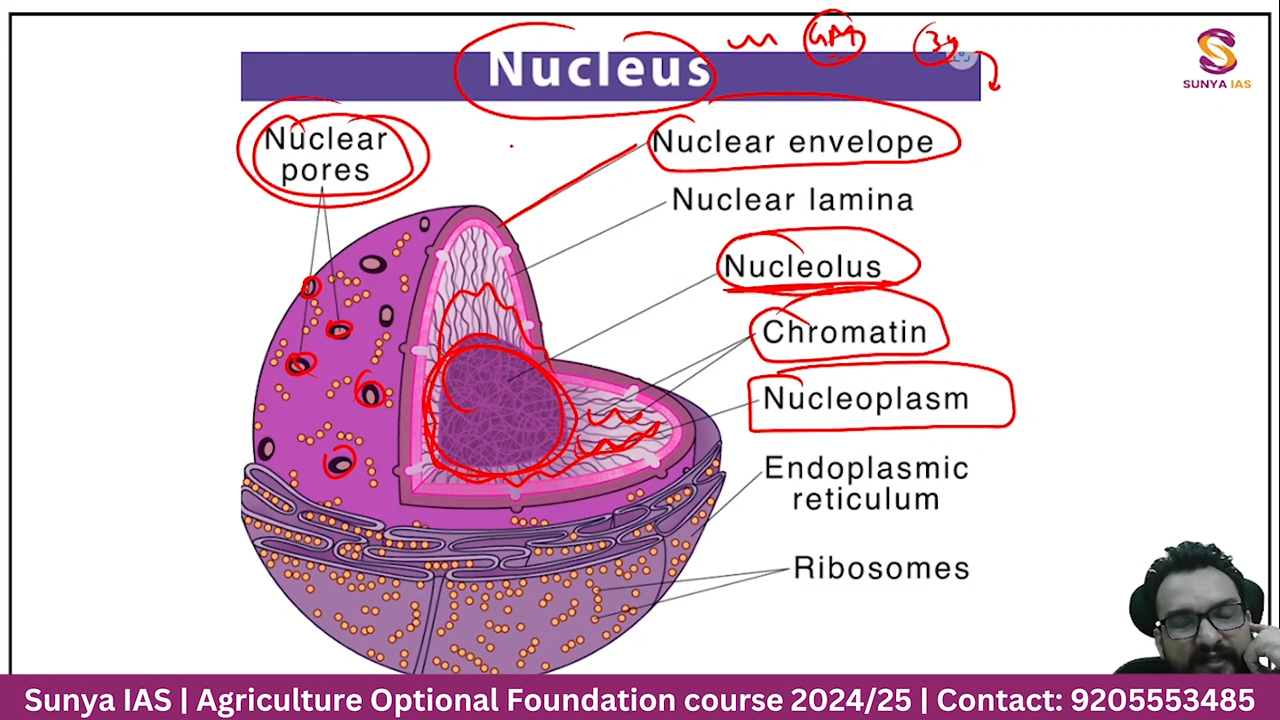 Nucleus
SUNYA IAS
Nuclear
pores
Nuclear envelope
Nuclear lamina
Nucleolus
Chromatin
Nucleoplasm
Endoplasmic
reticulum
Ribosomes
Sunya IAS | Agriculture Optional Foundation course 2024/25 | Contact: 9205553485